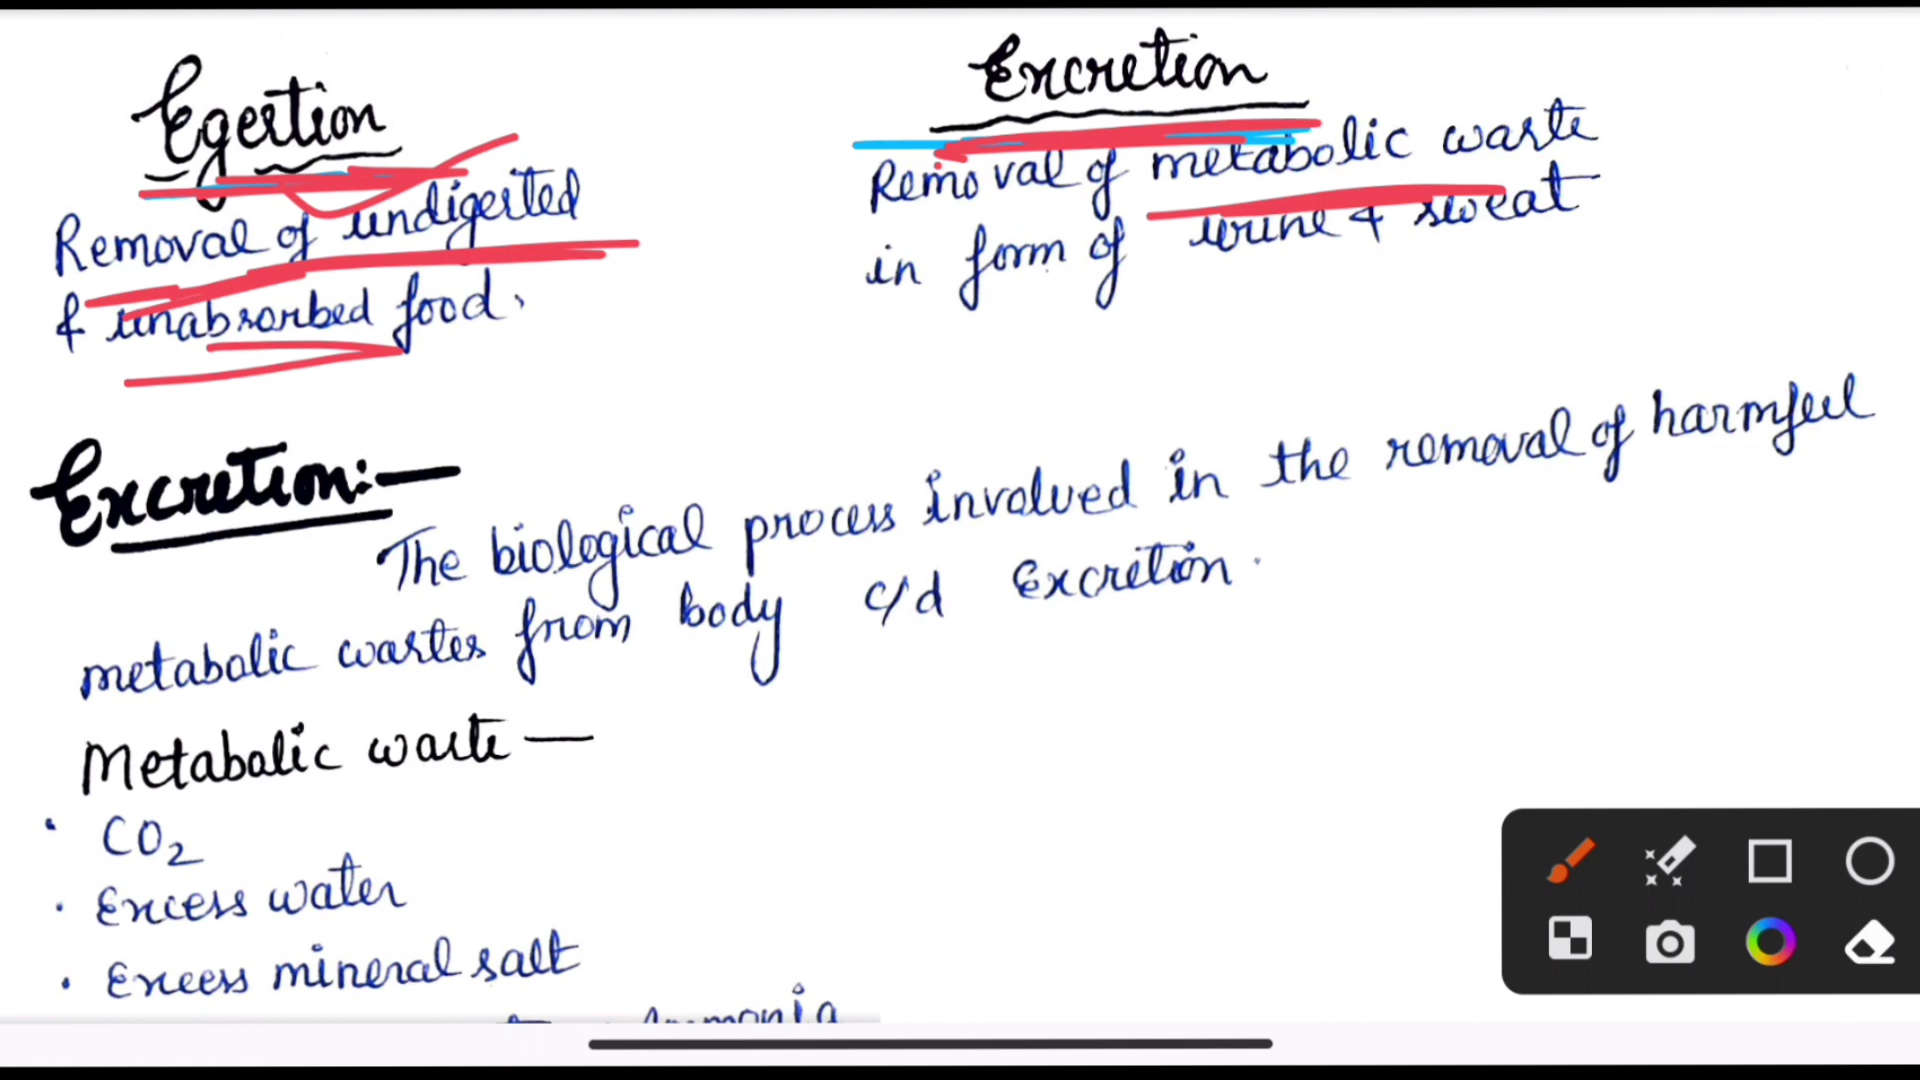 Egestion
Removal of undigested
& unabsorbed food.
Excretion
Removal of metabolic waste
in form of urine & sweat
Excretion:—
The biological process involved in the removal of harmful
metabolic wastes from body c/d Excretion.
Metabolic waste —
• CO2
• Excess water
• Excess mineral salt
Ammonia